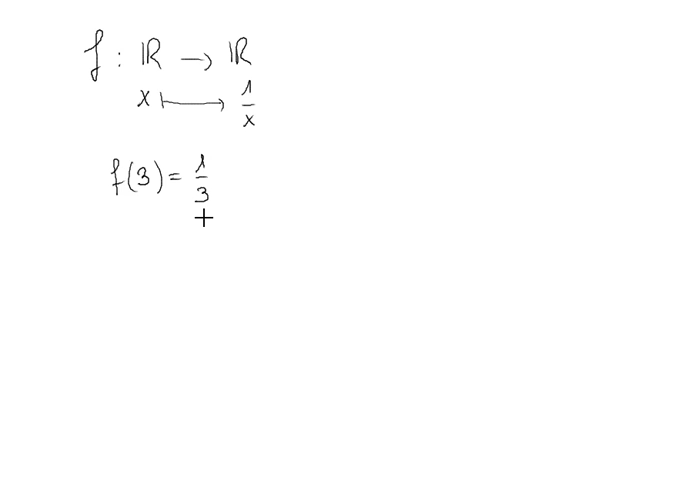 f : ℝ → ℝ
x ↦ 1/x
f(3) = 1/3